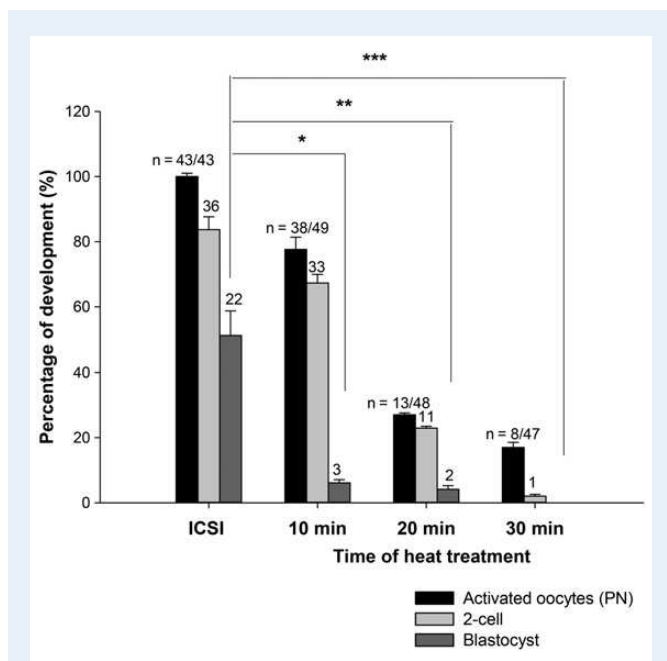 ***
**
*
120
100
80
60
40
20
0
Percentage of development (%)
n = 43/43
36
22
n = 38/49
33
3
n = 13/48
11
2
n = 8/47
1
ICSI 10 min 20 min 30 min
Time of heat treatment
Activated oocytes (PN)
2-cell
Blastocyst